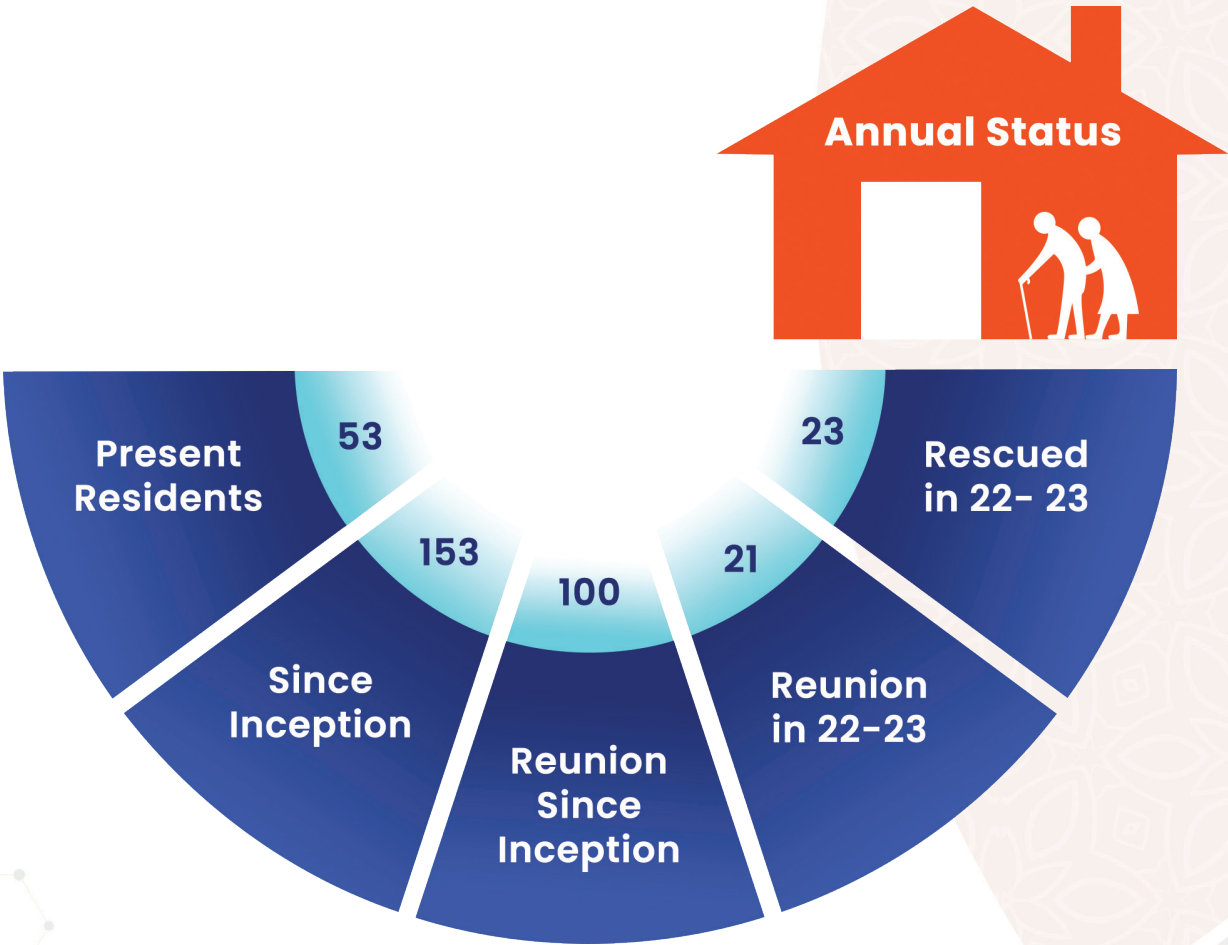 Annual Status
53
Present
Residents
153
Since
Inception
100
Reunion
Since
Inception
21
Reunion
in 22-23
23
Rescued
in 22- 23